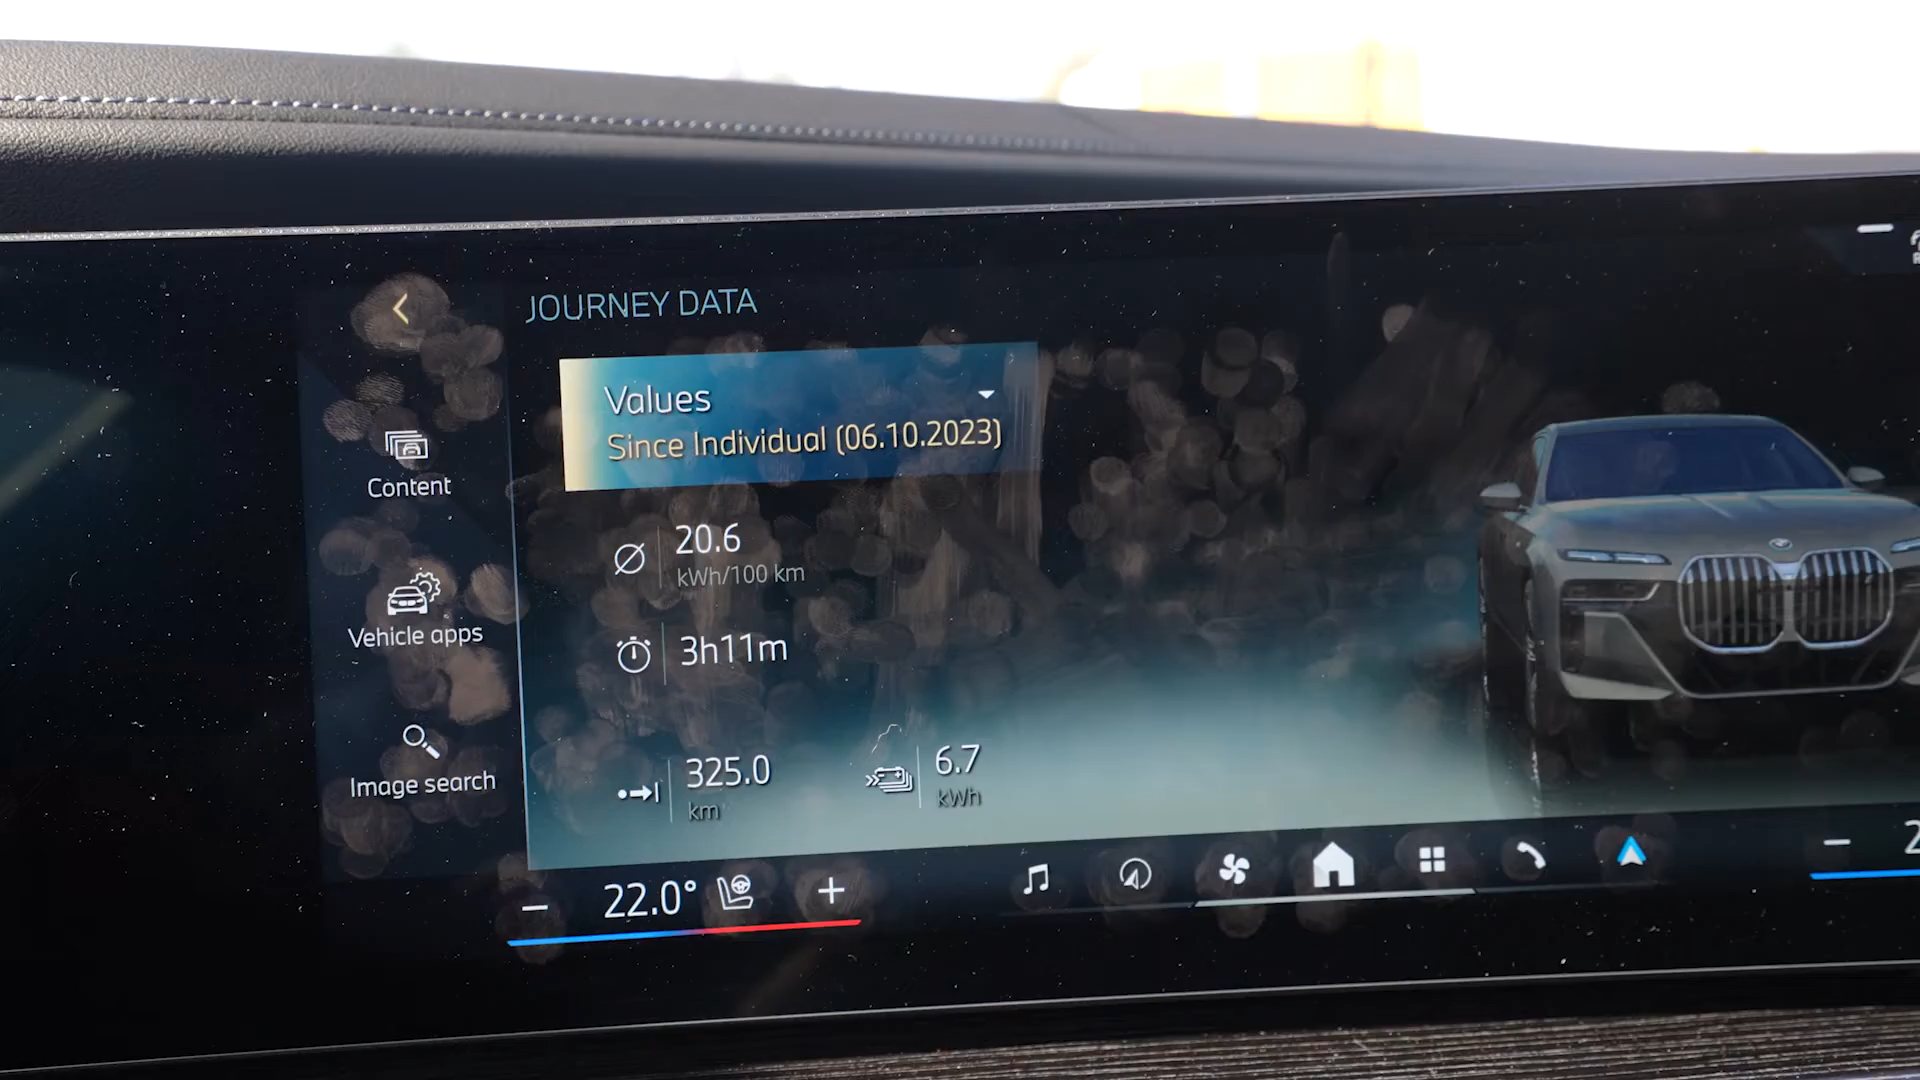 JOURNEY DATA
Values
Since Individual (06.10.2023)
Content
20.6
kWh/100 km
Vehicle apps
3h11m
Image search
325.0
km
6.7
kWh
22.0°